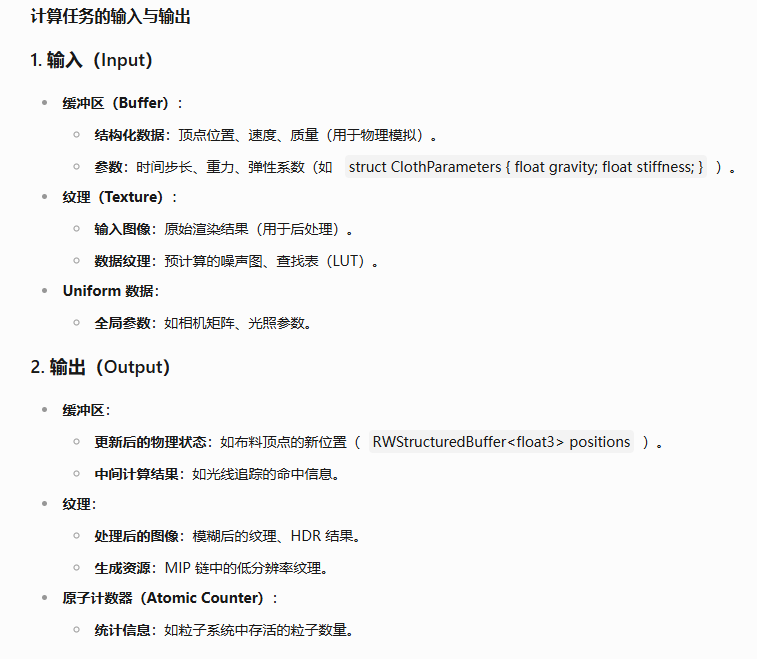 计算任务的输入与输出
1. 输入（Input）
缓冲区（Buffer）：
结构化数据：顶点位置、速度、质量（用于物理模拟）。
参数：时间步长、重力、弹性系数（如 struct ClothParameters { float gravity; float stiffness; } ）。
纹理（Texture）：
输入图像：原始渲染结果（用于后处理）。
数据纹理：预计算的噪声图、查找表（LUT）。
Uniform 数据：
全局参数：如相机矩阵、光照参数。
2. 输出（Output）
缓冲区：
更新后的物理状态：如布料顶点的新位置（ RWStructuredBuffer<float3> positions ）。
中间计算结果：如光线追踪的命中信息。
纹理：
处理后的图像：模糊后的纹理、HDR 结果。
生成资源：MIP 链中的低分辨率纹理。
原子计数器（Atomic Counter）：
统计信息：如粒子系统中存活的粒子数量。